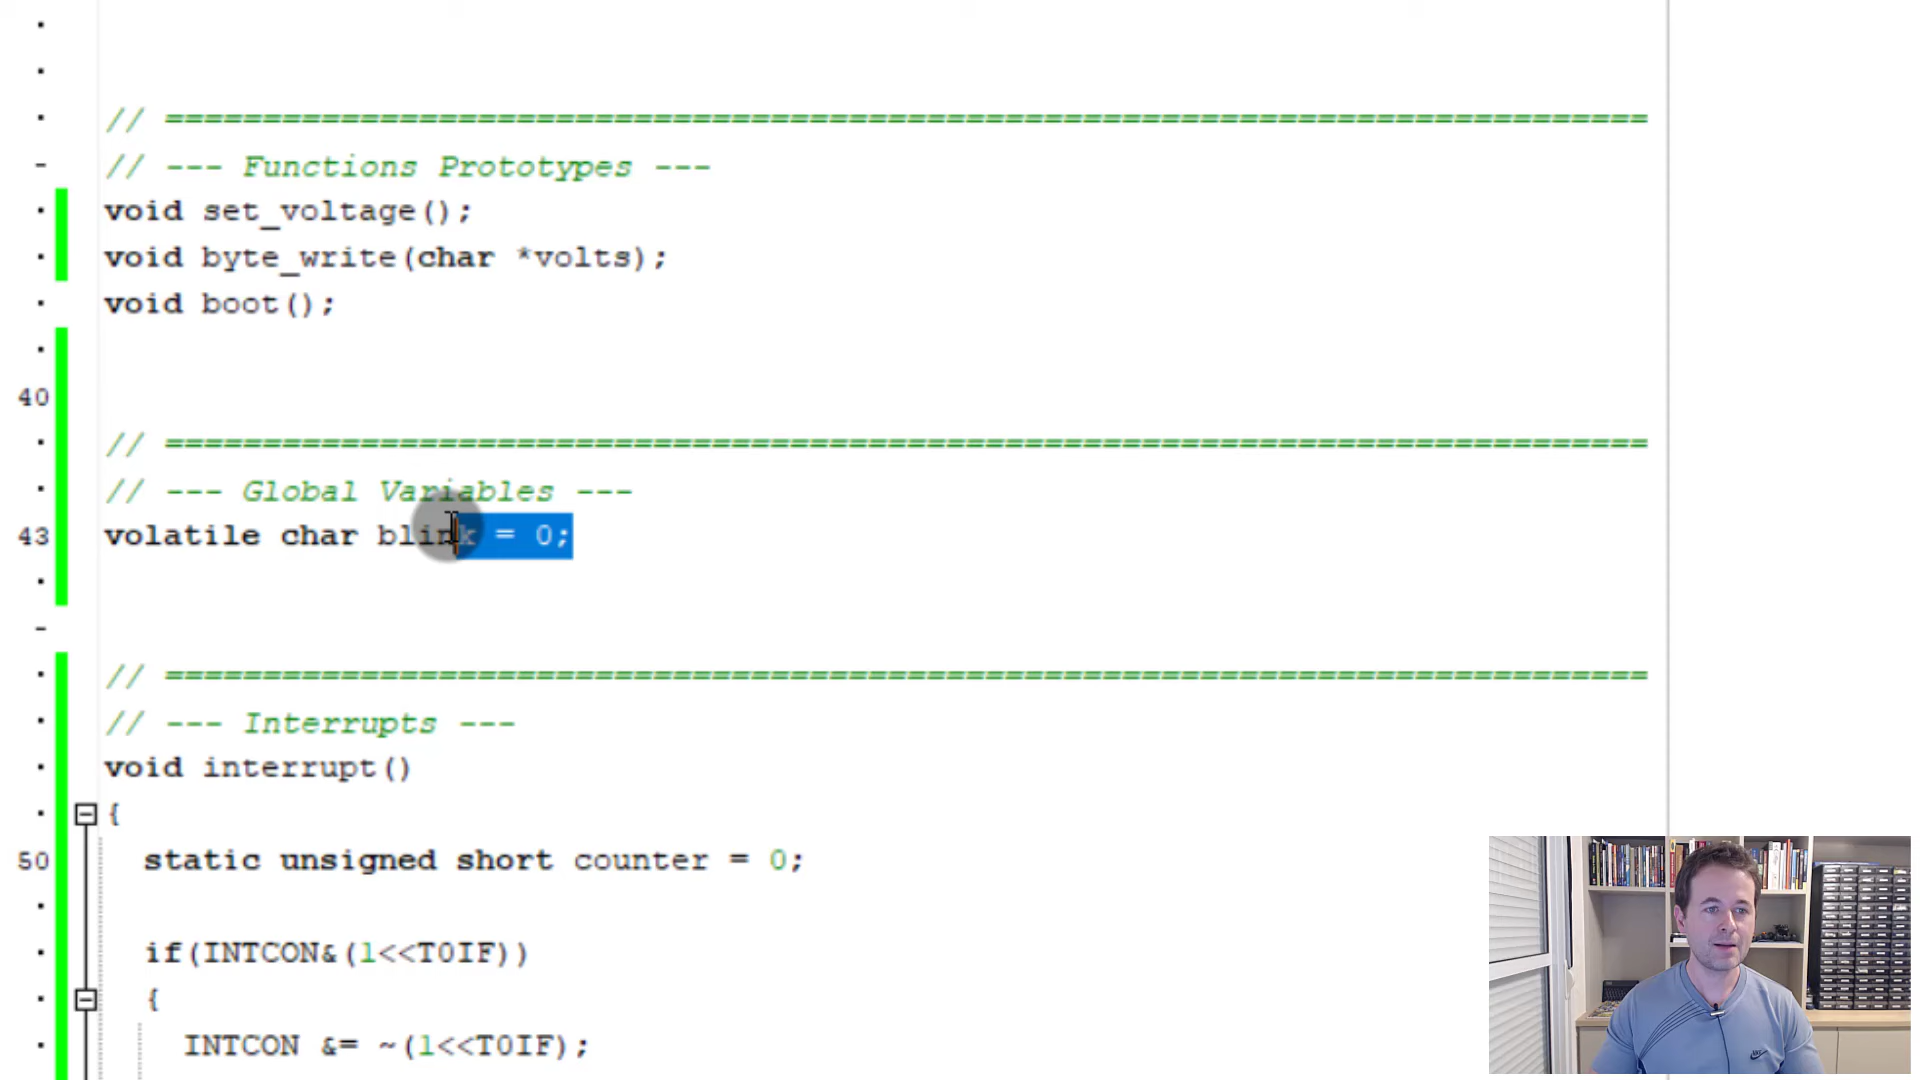 // ============================================================================
// --- Functions Prototypes ---
void set_voltage();
void byte_write(char *volts);
void boot();
40
// ============================================================================
// --- Global Variables ---
43 volatile char blink = 0;
// ============================================================================
// --- Interrupts ---
void interrupt()
{
50 static unsigned short counter = 0;
if(INTCON&(1<<T0IF))
{
INTCON &= ~(1<<T0IF);